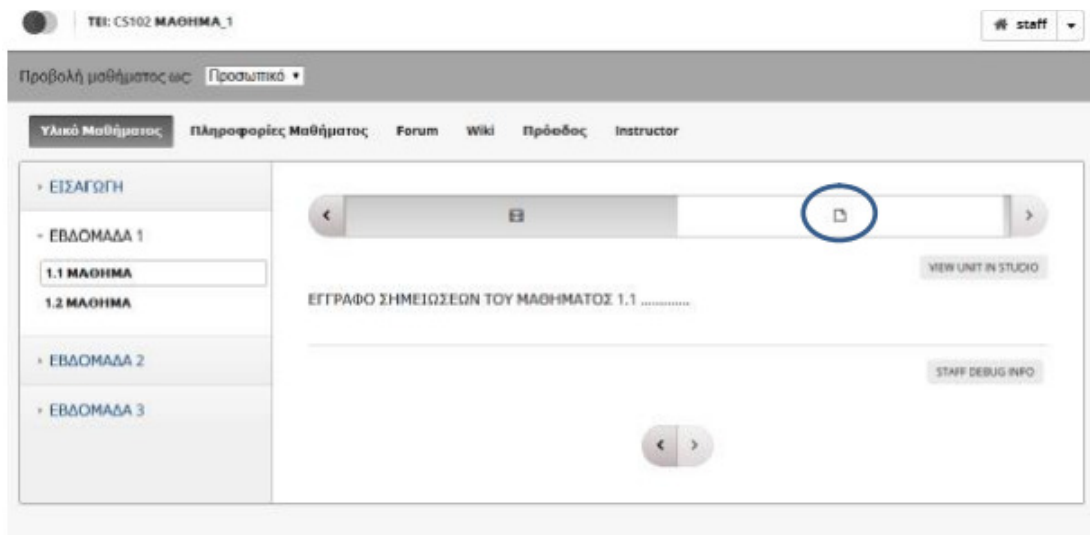 TEI: CS102 ΜΑΘΗΜΑ_1
staff
Προβολή μαθήματος ως: Προσωπικό
Υλικό Μαθήματος Πληροφορίες Μαθήματος Forum Wiki Πρόοδος Instructor
ΕΙΣΑΓΩΓΗ
ΕΒΔΟΜΑΔΑ 1
1.1 ΜΑΘΗΜΑ
1.2 ΜΑΘΗΜΑ
ΕΒΔΟΜΑΔΑ 2
ΕΒΔΟΜΑΔΑ 3
VIEW UNIT IN STUDIO
ΕΓΓΡΑΦΟ ΣΗΜΕΙΩΣΕΩΝ ΤΟΥ ΜΑΘΗΜΑΤΟΣ 1.1 .............
STAFF DEBUG INFO